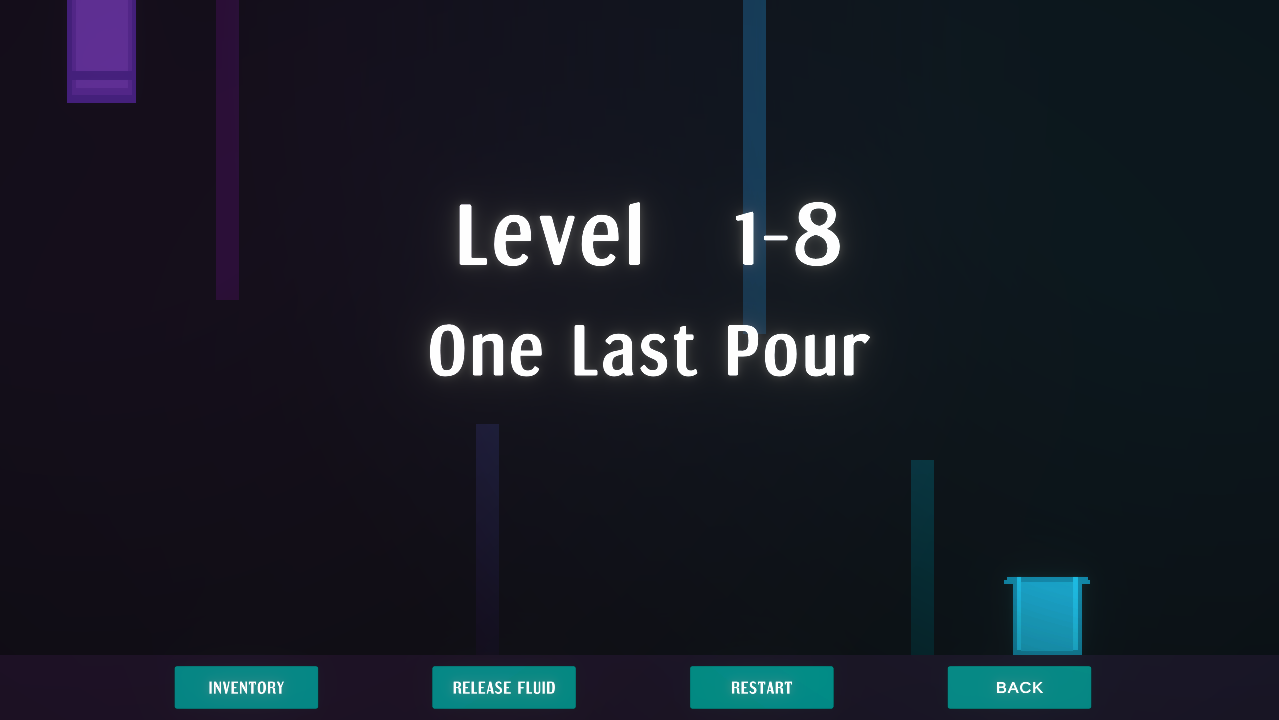 Level 1-8
One Last Pour
INVENTORY
RELEASE FLUID
RESTART
BACK